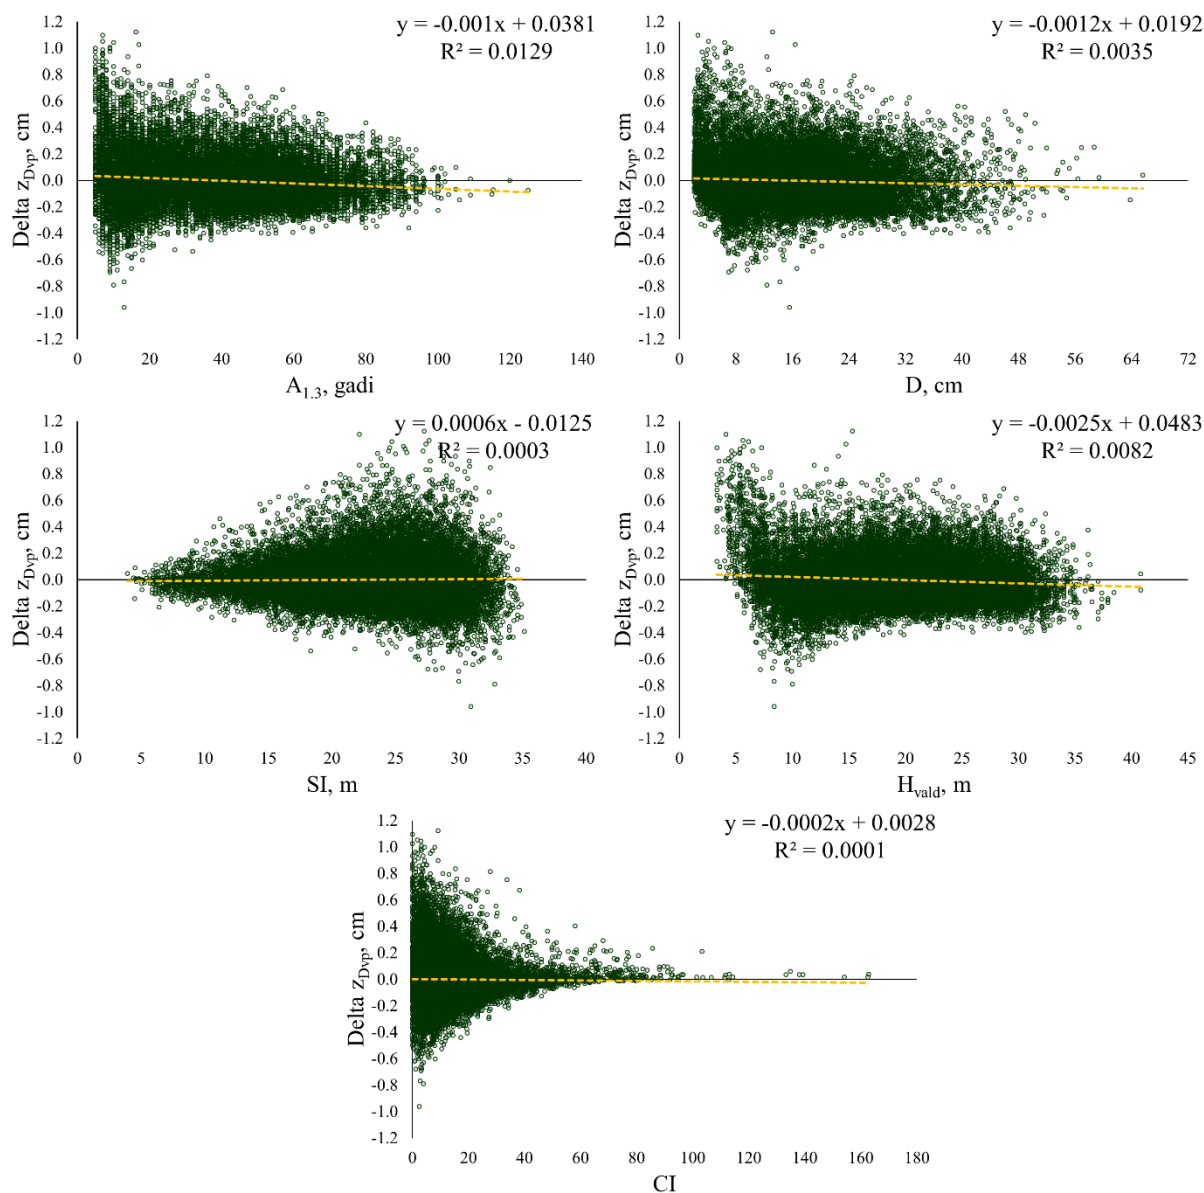 y = -0.001x + 0.0381
R² = 0.0129
1.2
1.0
0.8
0.6
0.4
0.2
0.0
-0.2
-0.4
-0.6
-0.8
-1.0
-1.2
Delta z_Dvp, cm
0 20 40 60 80 100 120 140
A_1.3, gadi
y = -0.0012x + 0.0192
R² = 0.0035
1.2
1.0
0.8
0.6
0.4
0.2
0.0
-0.2
-0.4
-0.6
-0.8
-1.0
-1.2
Delta z_Dvp, cm
0 8 16 24 32 40 48 56 64 72
D, cm
y = 0.0006x - 0.0125
R² = 0.0003
1.2
1.0
0.8
0.6
0.4
0.2
0.0
-0.2
-0.4
-0.6
-0.8
-1.0
-1.2
Delta z_Dvp, cm
0 5 10 15 20 25 30 35 40
SI, m
y = -0.0025x + 0.0483
R² = 0.0082
1.2
1.0
0.8
0.6
0.4
0.2
0.0
-0.2
-0.4
-0.6
-0.8
-1.0
-1.2
Delta z_Dvp, cm
0 5 10 15 20 25 30 35 40 45
H_vald, m
y = -0.0002x + 0.0028
R² = 0.0001
1.2
1.0
0.8
0.6
0.4
0.2
0.0
-0.2
-0.4
-0.6
-0.8
-1.0
-1.2
Delta z_Dvp, cm
0 20 40 60 80 100 120 140 160 180
CI